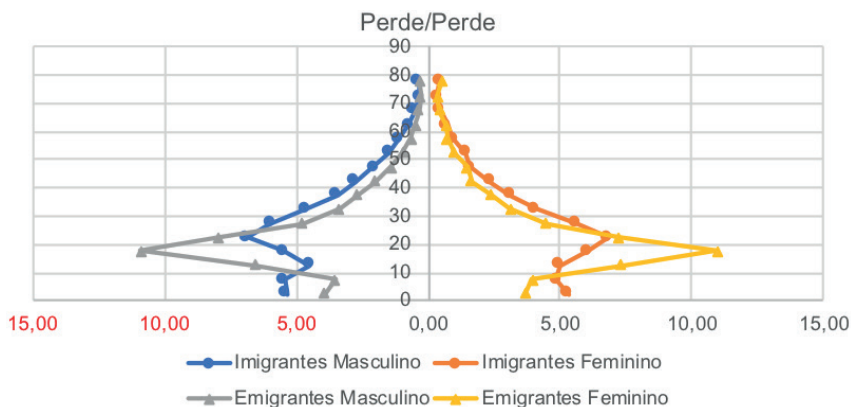 Perde/Perde
90
80
70
60
50
40
30
20
10
0
15,00 10,00 5,00 0,00 5,00 10,00 15,00
Imigrantes Masculino Imigrantes Feminino
Emigrantes Masculino Emigrantes Feminino